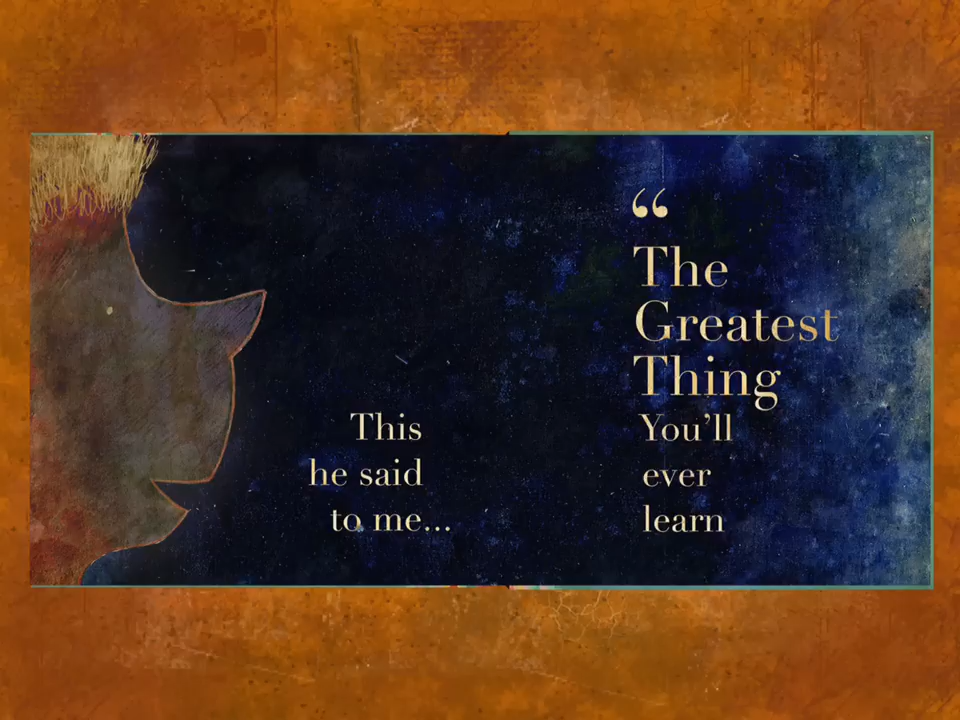 This
he said
to me...
“
The
Greatest
Thing
You’ll
ever
learn